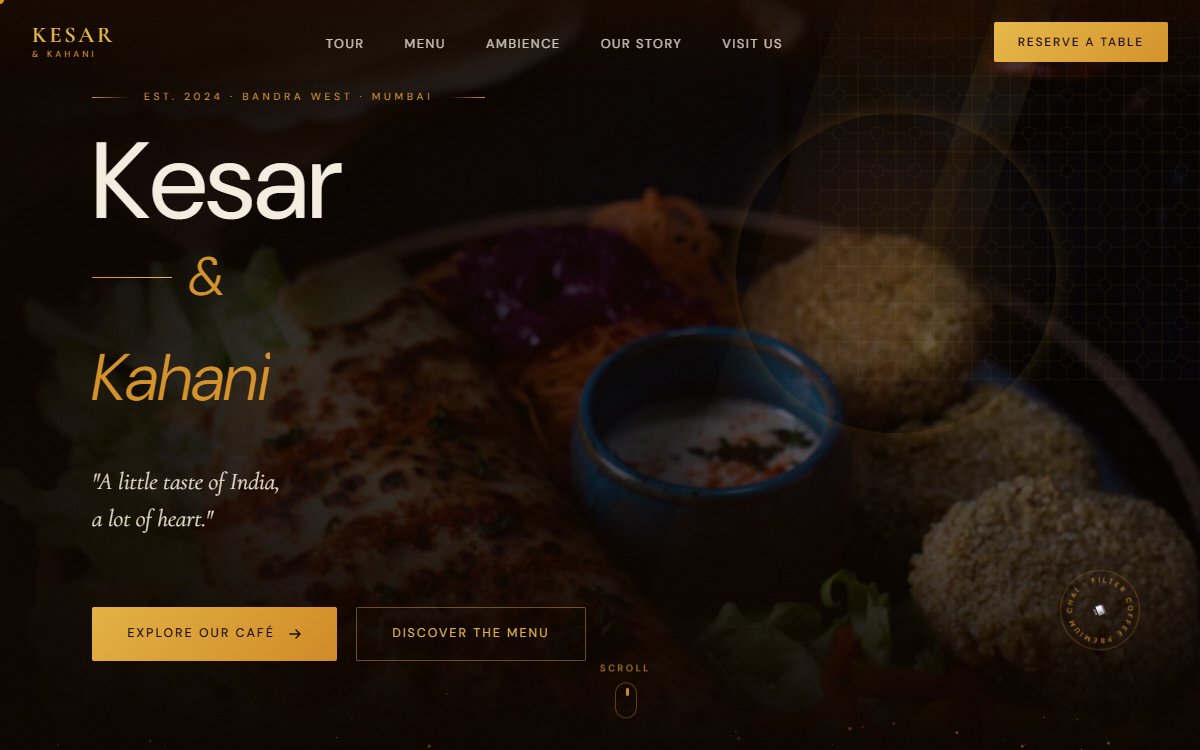 KESAR
& KAHANI
TOUR
MENU
AMBIENCE
OUR STORY
VISIT US
RESERVE A TABLE
EST. 2024 · BANDRA WEST · MUMBAI
Kesar
&
Kahani
"A little taste of India,
a lot of heart."
EXPLORE OUR CAFÉ →
DISCOVER THE MENU
SCROLL
FILTER COFFEE PREMIUM CHAI ·